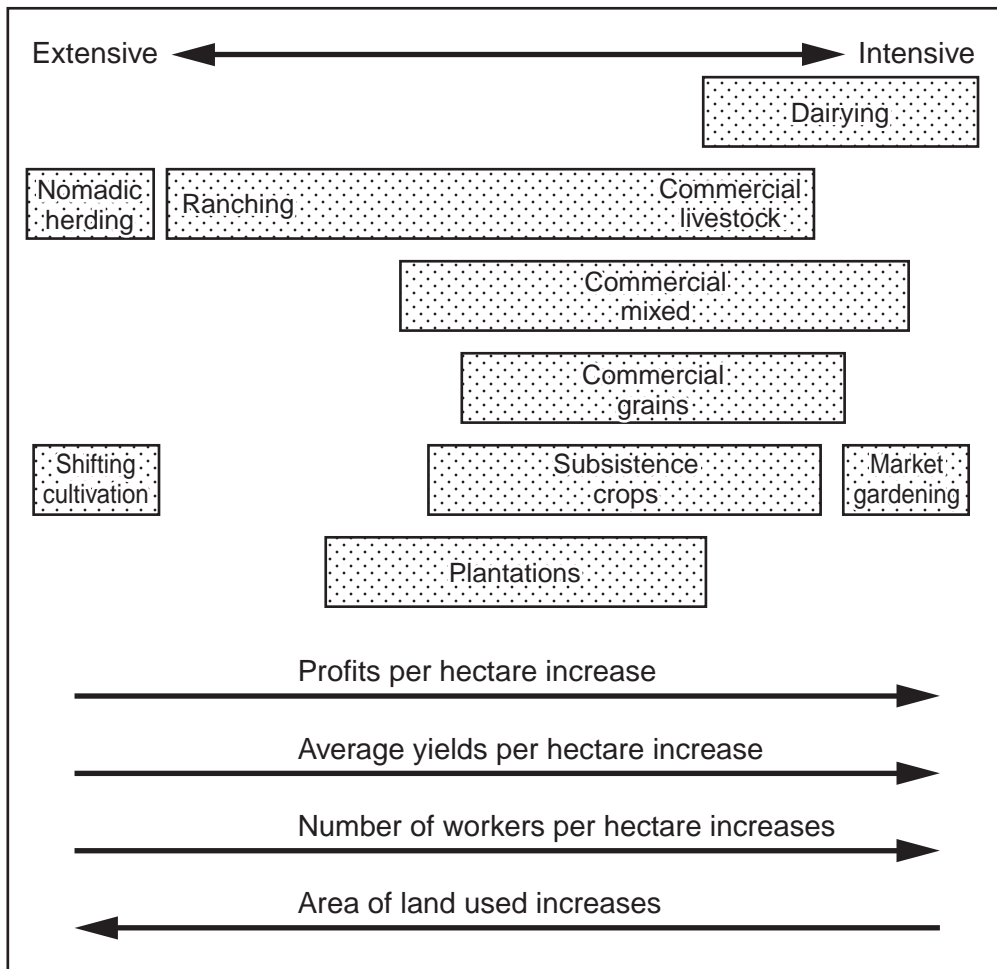 Extensive Intensive
Dairying
Nomadic
herding
Ranching
Commercial
livestock
Commercial
mixed
Commercial
grains
Shifting
cultivation
Subsistence
crops
Market
gardening
Plantations
Profits per hectare increase
Average yields per hectare increase
Number of workers per hectare increases
Area of land used increases